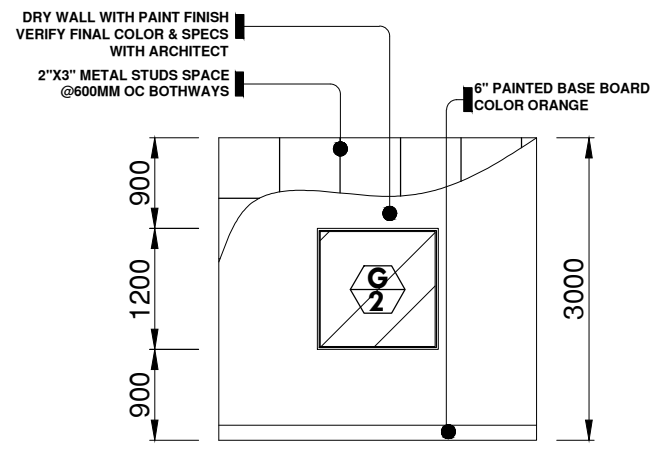 DRY WALL WITH PAINT FINISH
VERIFY FINAL COLOR & SPECS
WITH ARCHITECT
2"X3" METAL STUDS SPACE
@600MM OC BOTHWAYS
6" PAINTED BASE BOARD
COLOR ORANGE
900
1200
900
3000
G
2